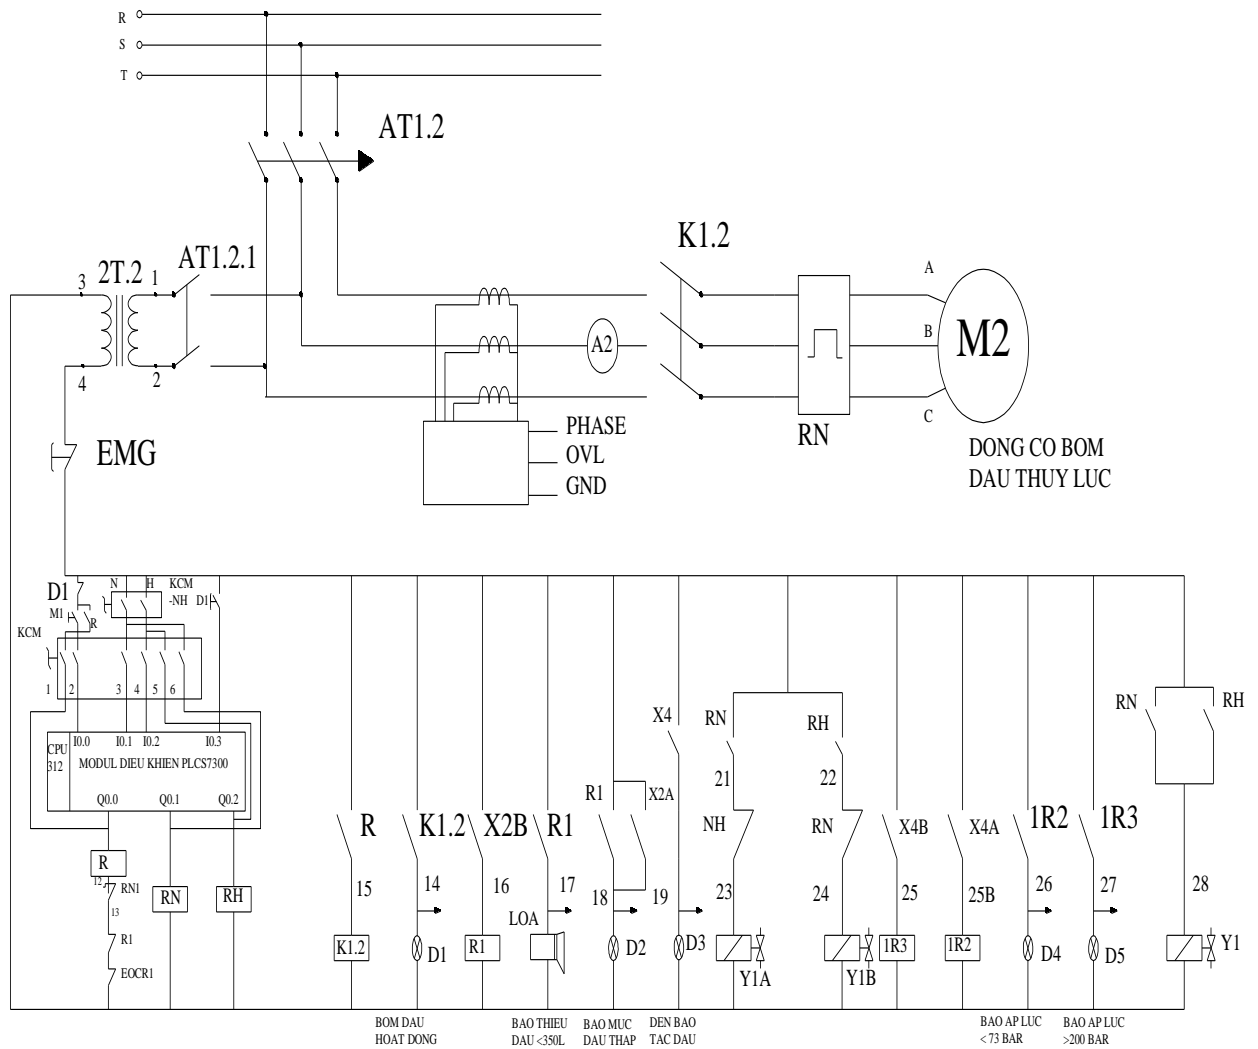 R
S
T
AT1.2
K1.2
2T.2
AT1.2.1
3
1
4
2
A
B
C
A2
M2
RN
EMG
PHASE
OVL
GND
DONG CO BOM
DAU THUY LUC
D1
N
H
KCM
-NH
D1
M1
R
KCM
1
2
3
4
5
6
CPU
312
I0.0
I0.1
I0.2
I0.3
MODUL DIEU KHIEN PLCS7300
Q0.0
Q0.1
Q0.2
R
12
RN1
13
R1
EOCR1
RN
RH
X4
RN
RH
RN
RH
21
22
R1
X2A
R
K1.2
X2B
R1
NH
RN
X4B
X4A
1R2
1R3
15
14
16
17
18
19
23
24
25
25B
26
27
28
LOA
K1.2
D1
R1
D2
D3
Y1A
Y1B
1R3
1R2
D4
D5
Y1
BOM DAU
HOAT DONG
BAO THIEU
DAU <350L
BAO MUC
DAU THAP
DEN BAO
TAC DAU
BAO AP LUC
< 73 BAR
BAO AP LUC
>200 BAR